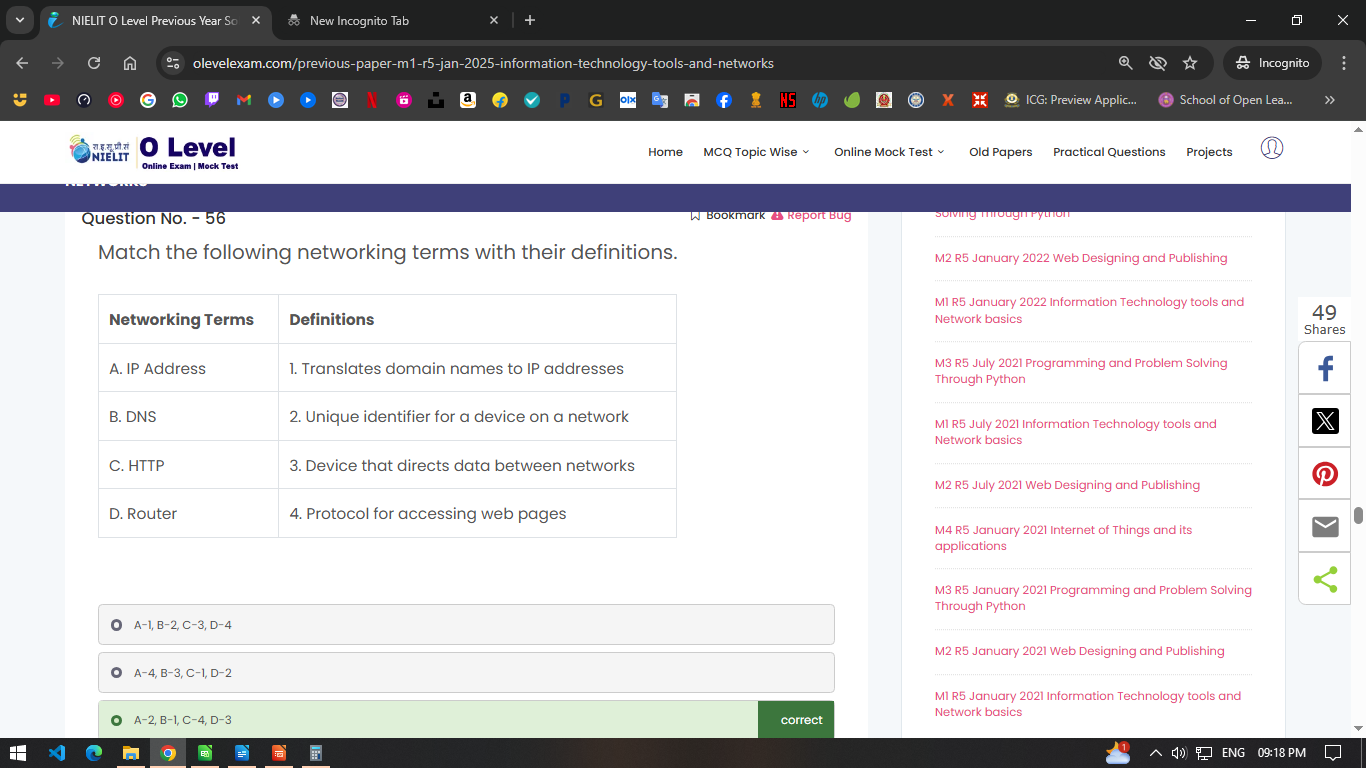 NIELIT O Level Previous Year So
New Incognito Tab
olevelexam.com/previous-paper-m1-r5-jan-2025-information-technology-tools-and-networks
Incognito
ICG: Preview Applic...
School of Open Lea...
NIELIT
O Level
Online Exam | Mock Test
Home
MCQ Topic Wise
Online Mock Test
Old Papers
Practical Questions
Projects
NETWORKS
Question No. - 56
Bookmark
Report Bug
Match the following networking terms with their definitions.
Networking Terms
Definitions
A. IP Address
1. Translates domain names to IP addresses
B. DNS
2. Unique identifier for a device on a network
C. HTTP
3. Device that directs data between networks
D. Router
4. Protocol for accessing web pages
A-1, B-2, C-3, D-4
A-4, B-3, C-1, D-2
A-2, B-1, C-4, D-3
correct
Solving Through Python
M2 R5 January 2022 Web Designing and Publishing
M1 R5 January 2022 Information Technology tools and
Network basics
M3 R5 July 2021 Programming and Problem Solving
Through Python
M1 R5 July 2021 Information Technology tools and
Network basics
M2 R5 July 2021 Web Designing and Publishing
M4 R5 January 2021 Internet of Things and its
applications
M3 R5 January 2021 Programming and Problem Solving
Through Python
M2 R5 January 2021 Web Designing and Publishing
M1 R5 January 2021 Information Technology tools and
Network basics
49
Shares
1
ENG
09:18 PM